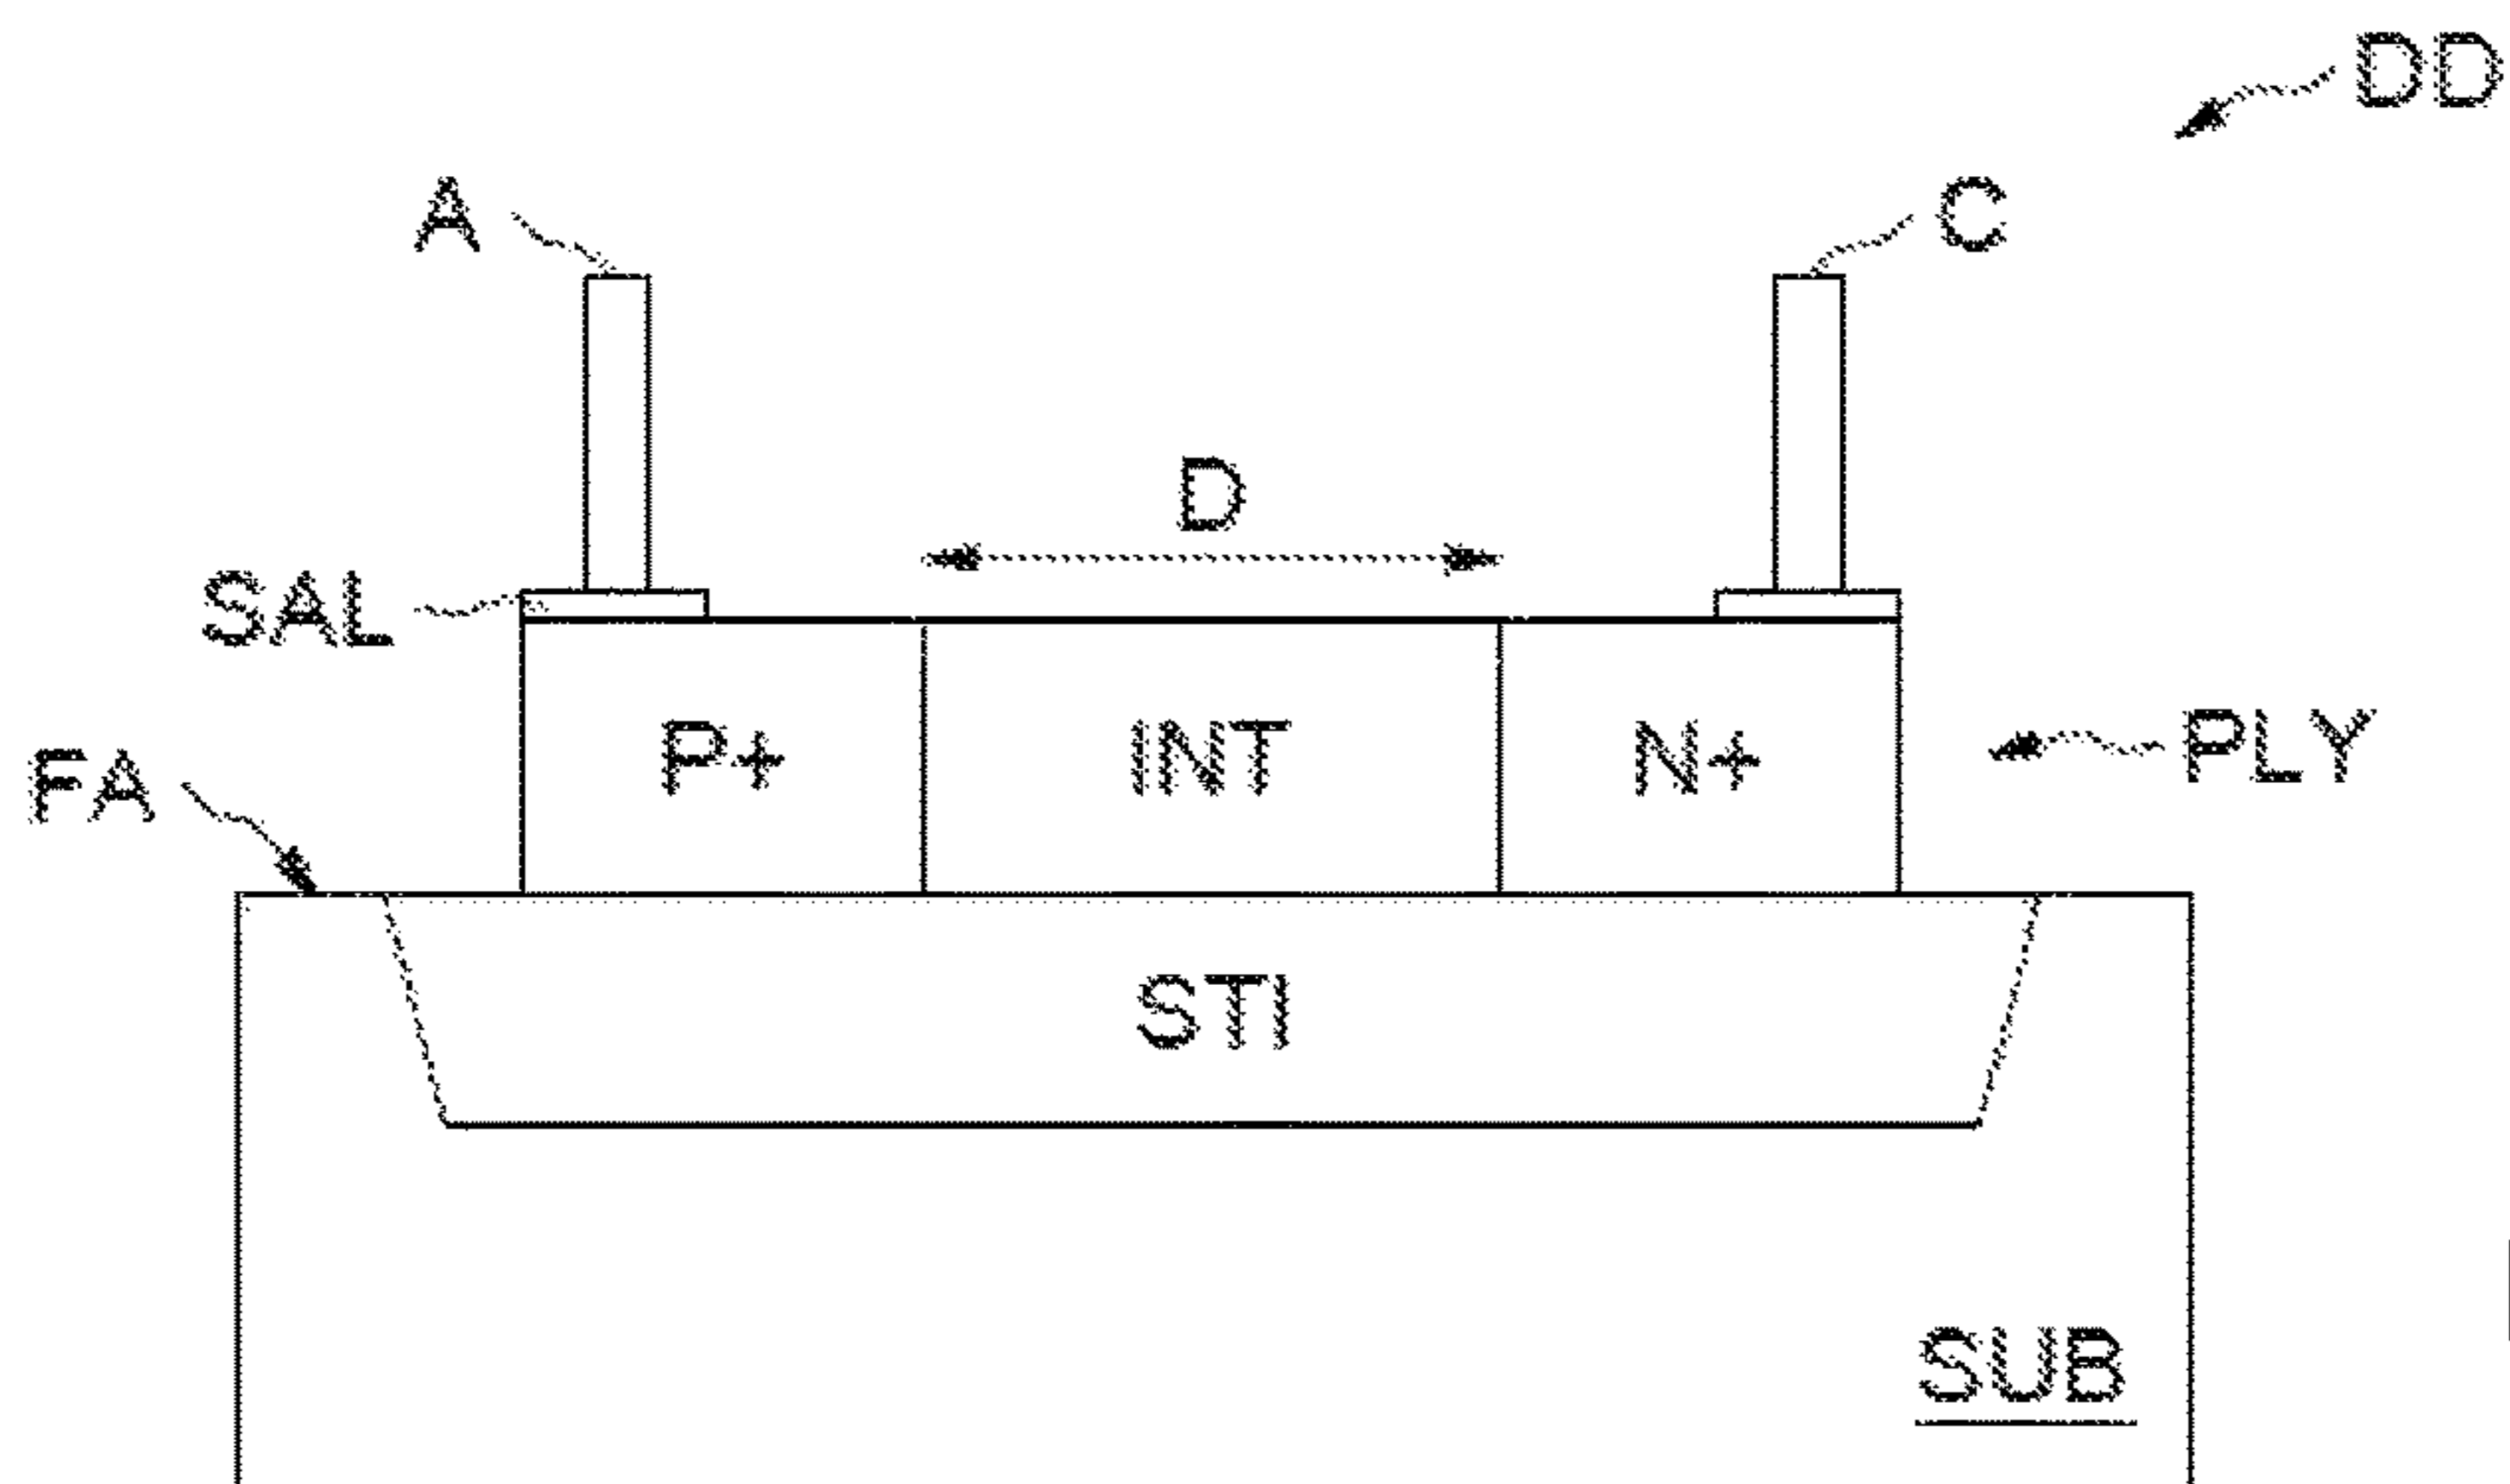 DD
A
C
D
SAL
P+ INT N+
PLY
FA
STI
SUB